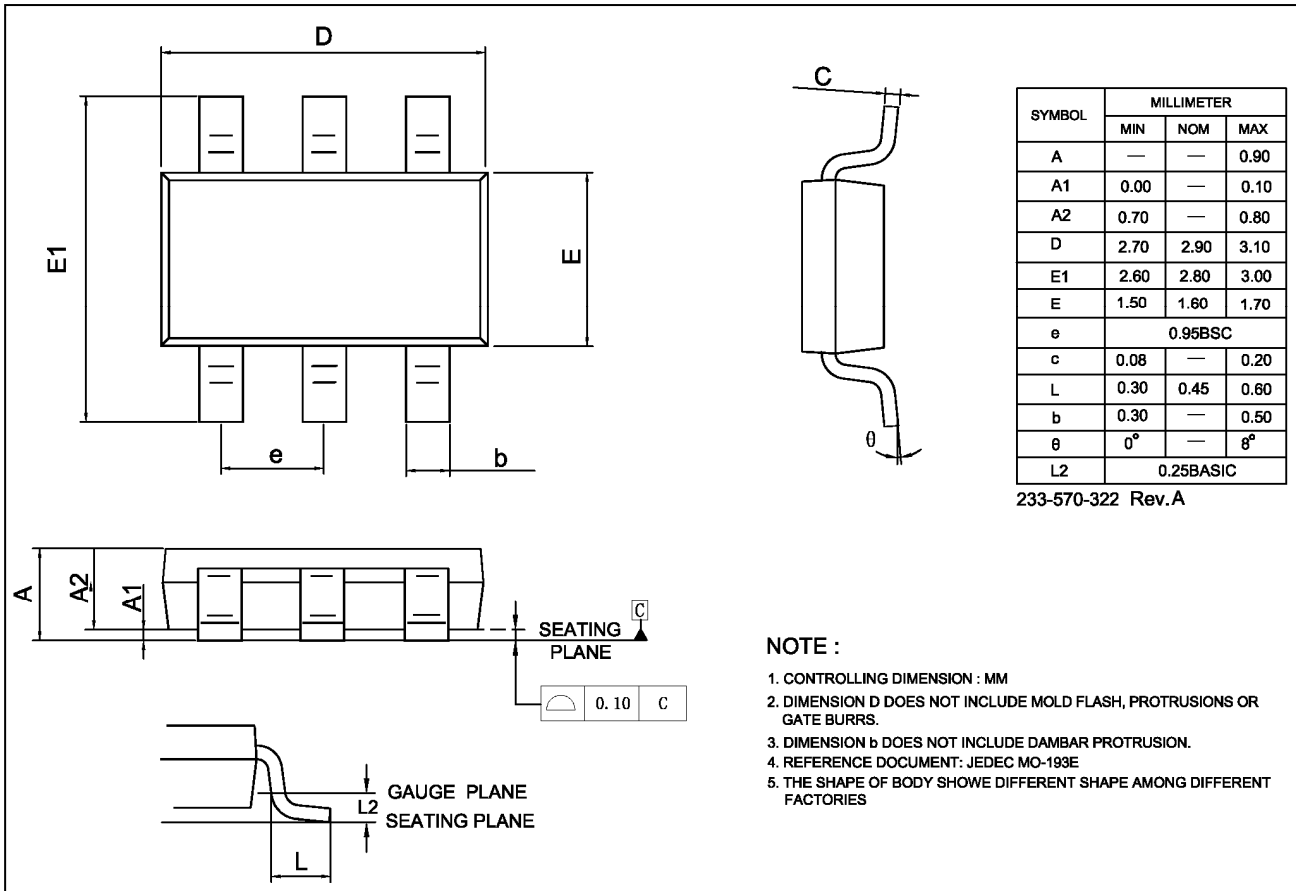 D
E1
E
e
b
C
θ
SYMBOL MILLIMETER
MIN NOM MAX
A — — 0.90
A1 0.00 — 0.10
A2 0.70 — 0.80
D 2.70 2.90 3.10
E1 2.60 2.80 3.00
E 1.50 1.60 1.70
e 0.95BSC
c 0.08 — 0.20
L 0.30 0.45 0.60
b 0.30 — 0.50
θ 0° — 8°
L2 0.25BASIC
233-570-322 Rev.A
A
A2
A1
SEATING
PLANE
C
0.10 C
GAUGE PLANE
L2
SEATING PLANE
L
NOTE :
1. CONTROLLING DIMENSION : MM
2. DIMENSION D DOES NOT INCLUDE MOLD FLASH, PROTRUSIONS OR
GATE BURRS.
3. DIMENSION b DOES NOT INCLUDE DAMBAR PROTRUSION.
4. REFERENCE DOCUMENT: JEDEC MO-193E
5. THE SHAPE OF BODY SHOWE DIFFERENT SHAPE AMONG DIFFERENT
FACTORIES